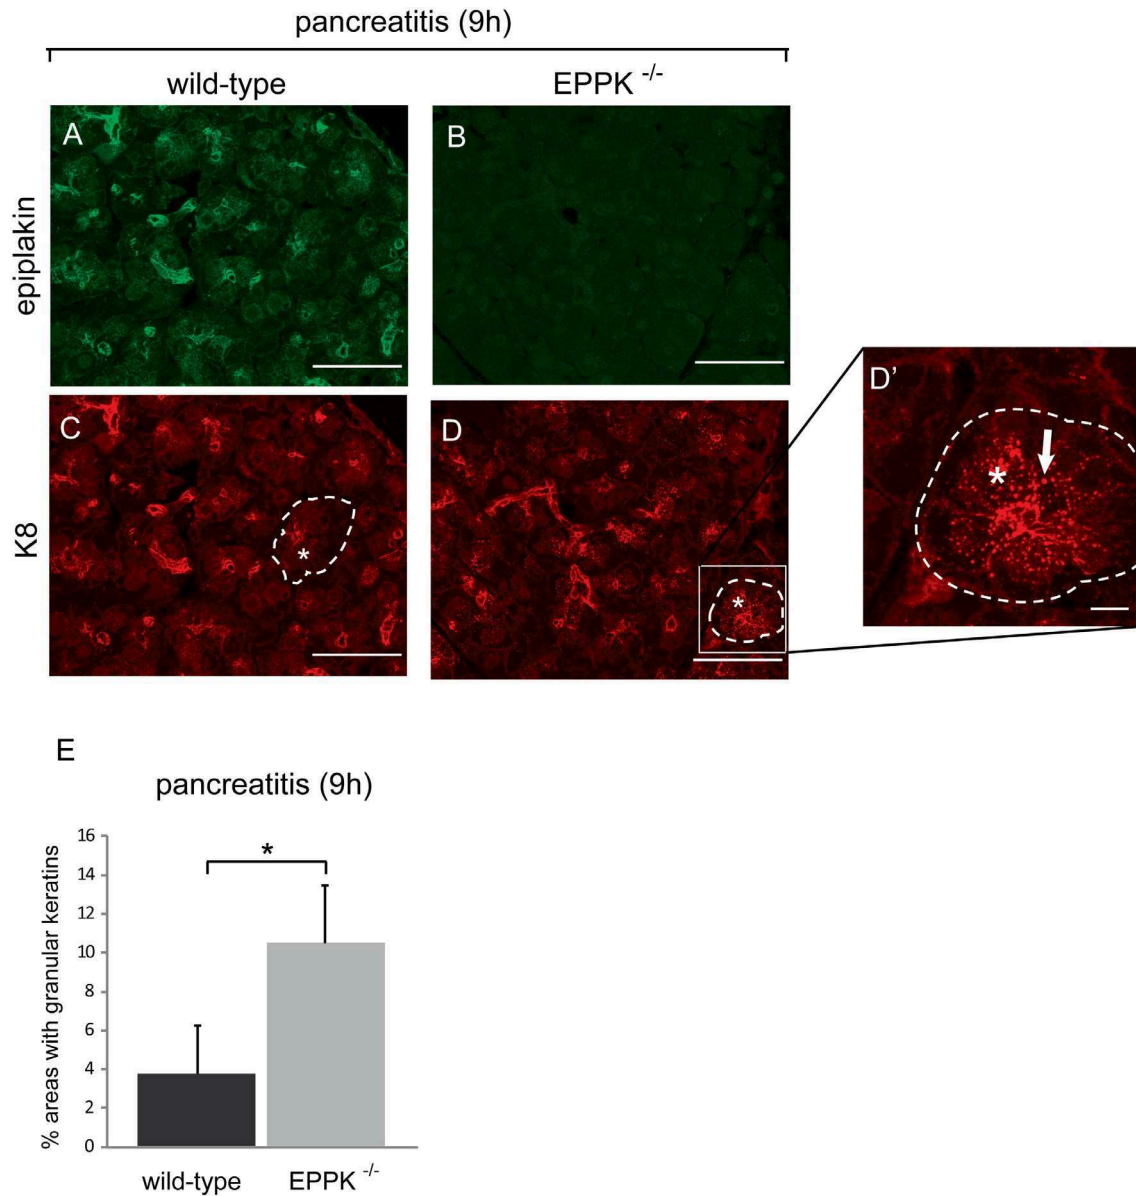 pancreatitis (9h)
wild-type
EPPK -/-
epiplakin
A
B
K8
C
*
D
*
D'
*
E
pancreatitis (9h)
% areas with granular keratins
16
14
12
10
8
6
4
2
0
*
wild-type
EPPK -/-